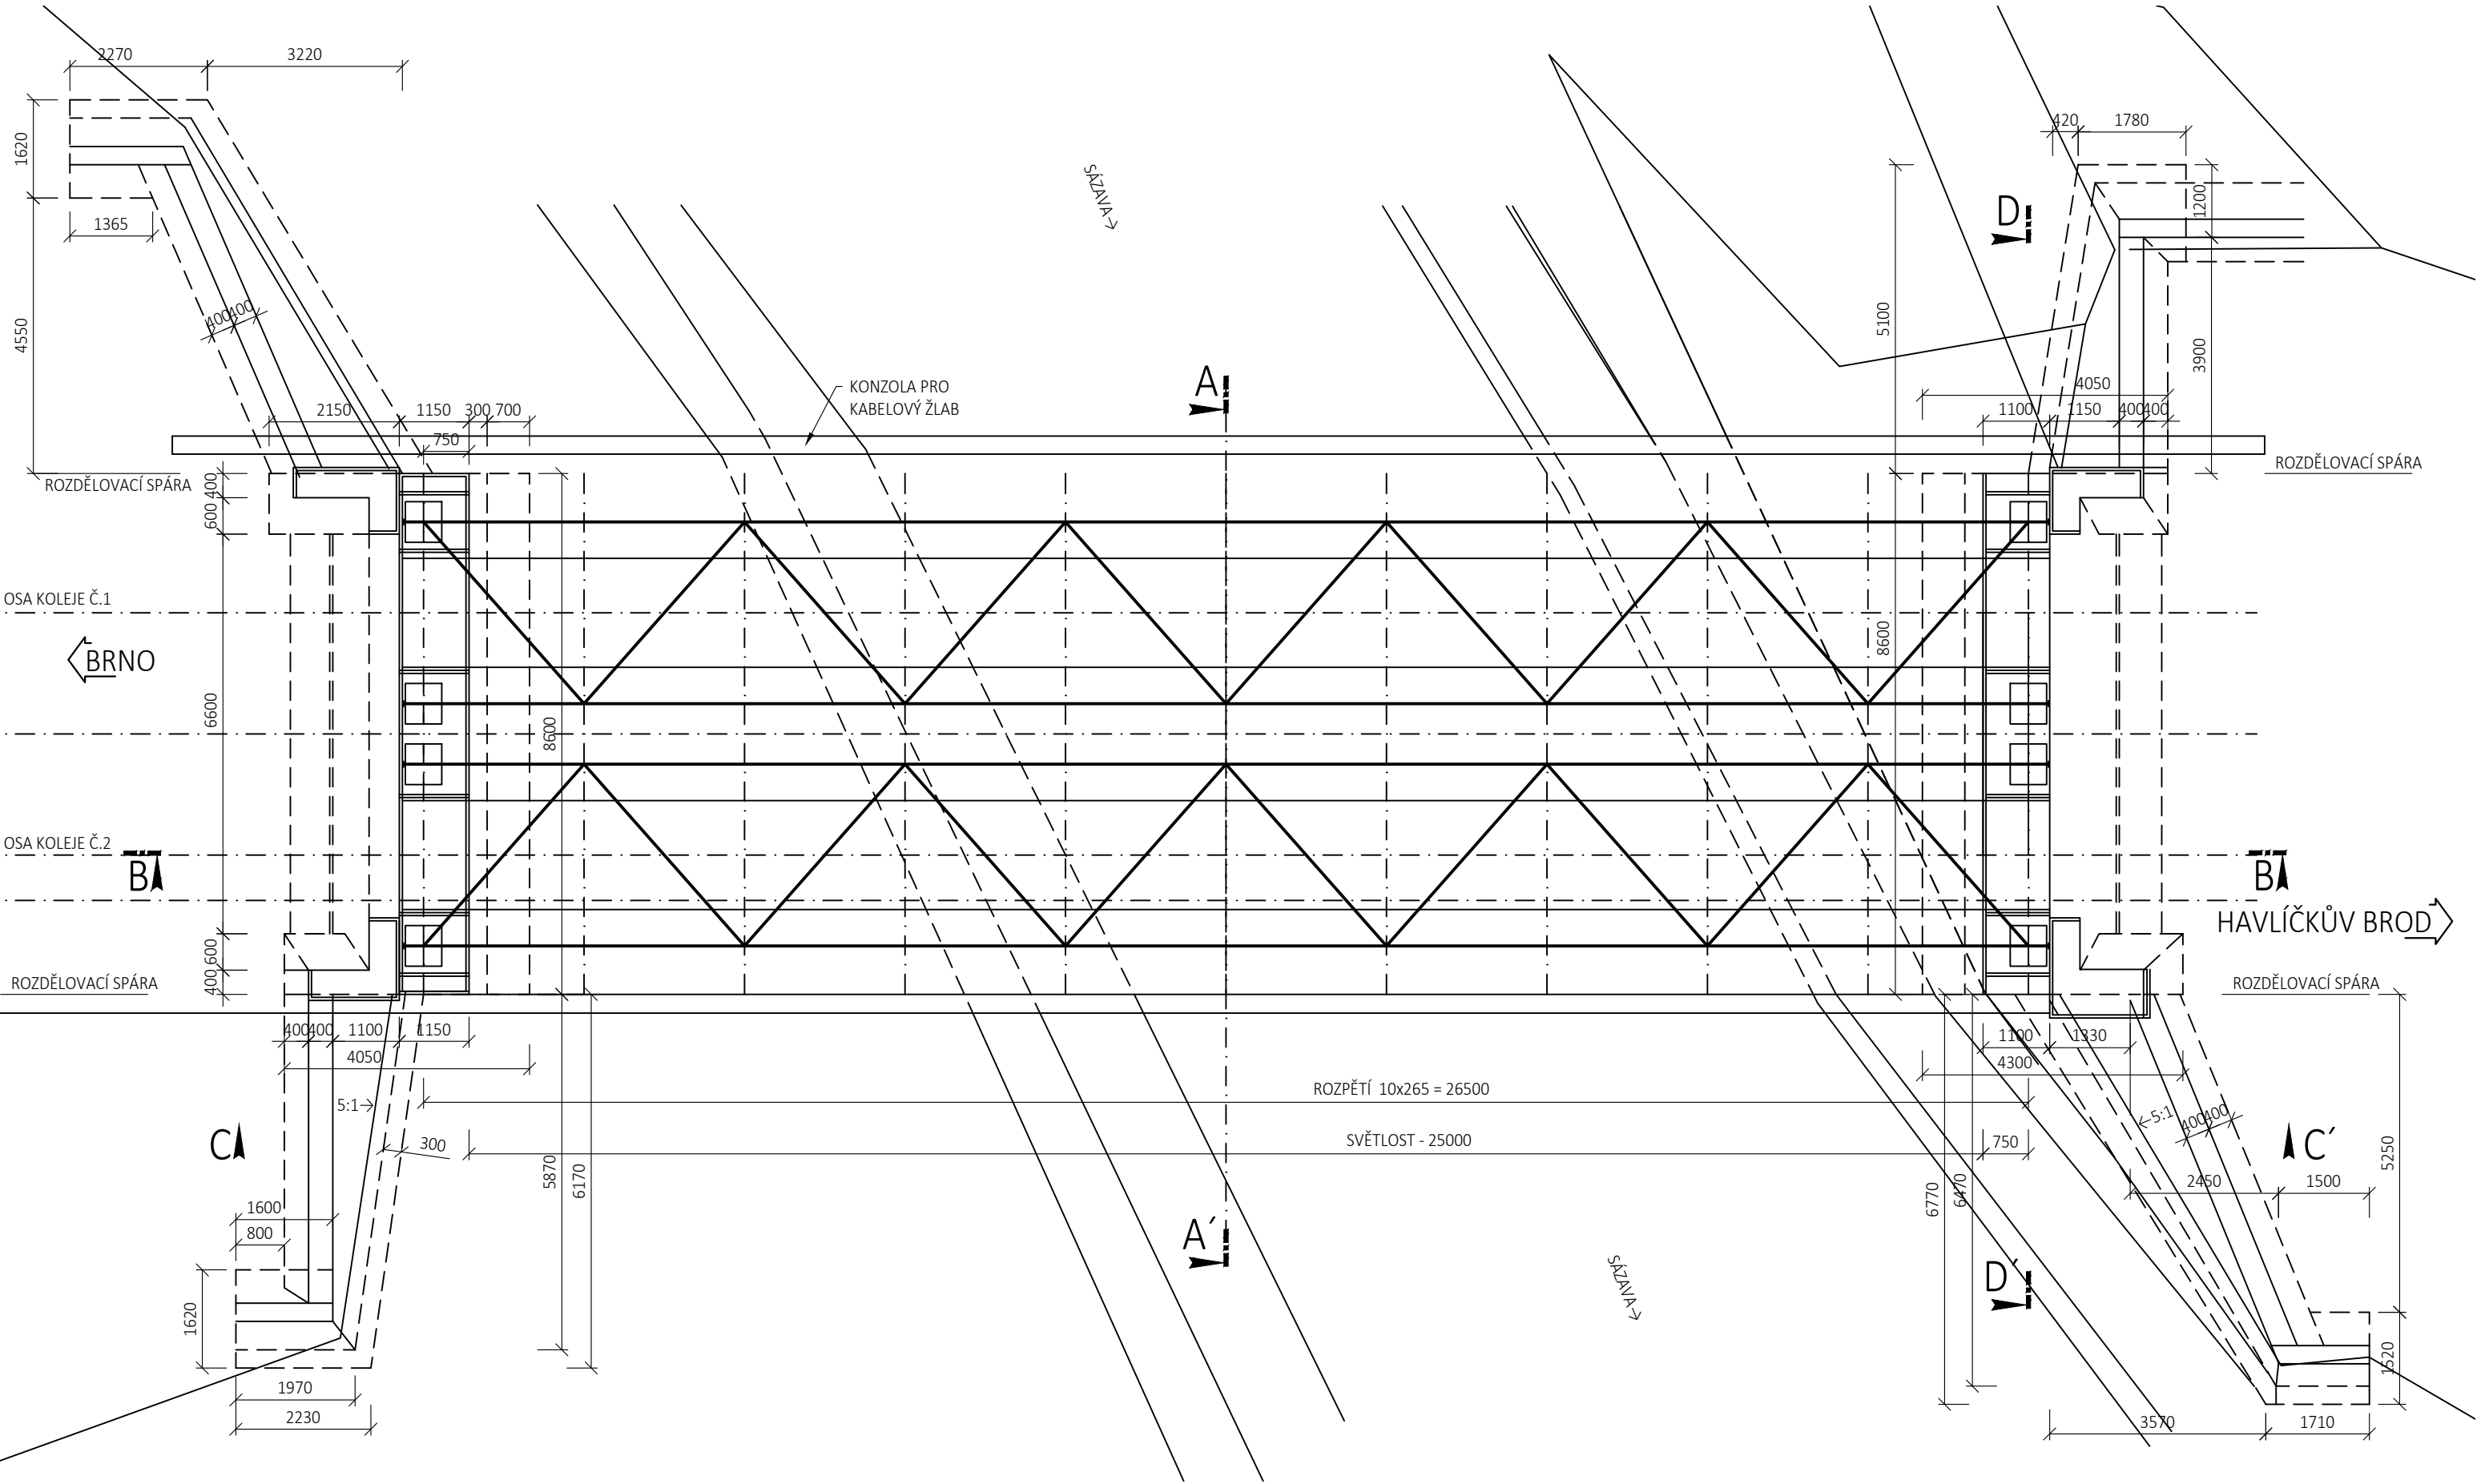 2270
3220
420
1780
1620
1200
1365
SÁZAVA→
D
400
400
4550
5100
3900
A
KONZOLA PRO
KABELOVÝ ŽLAB
4050
2150
1150
300
700
1100
1150
400
400
750
ROZDĚLOVACÍ SPÁRA
ROZDĚLOVACÍ SPÁRA
400
600
OSA KOLEJE Č.1
BRNO
8600
6600
8600
OSA KOLEJE Č.2
B
B
HAVLÍČKŮV BROD
600
400
ROZDĚLOVACÍ SPÁRA
ROZDĚLOVACÍ SPÁRA
400
400
1100
1150
1100
1330
4050
4300
ROZPĚTÍ 10x265 = 26500
5:1
←5:1
400
400
C
300
SVĚTLOST - 25000
750
C´
5870
6170
6770
6470
2450
1500
5250
1600
800
A´
SÁZAVA→
D´
1620
1520
1970
2230
3570
1710